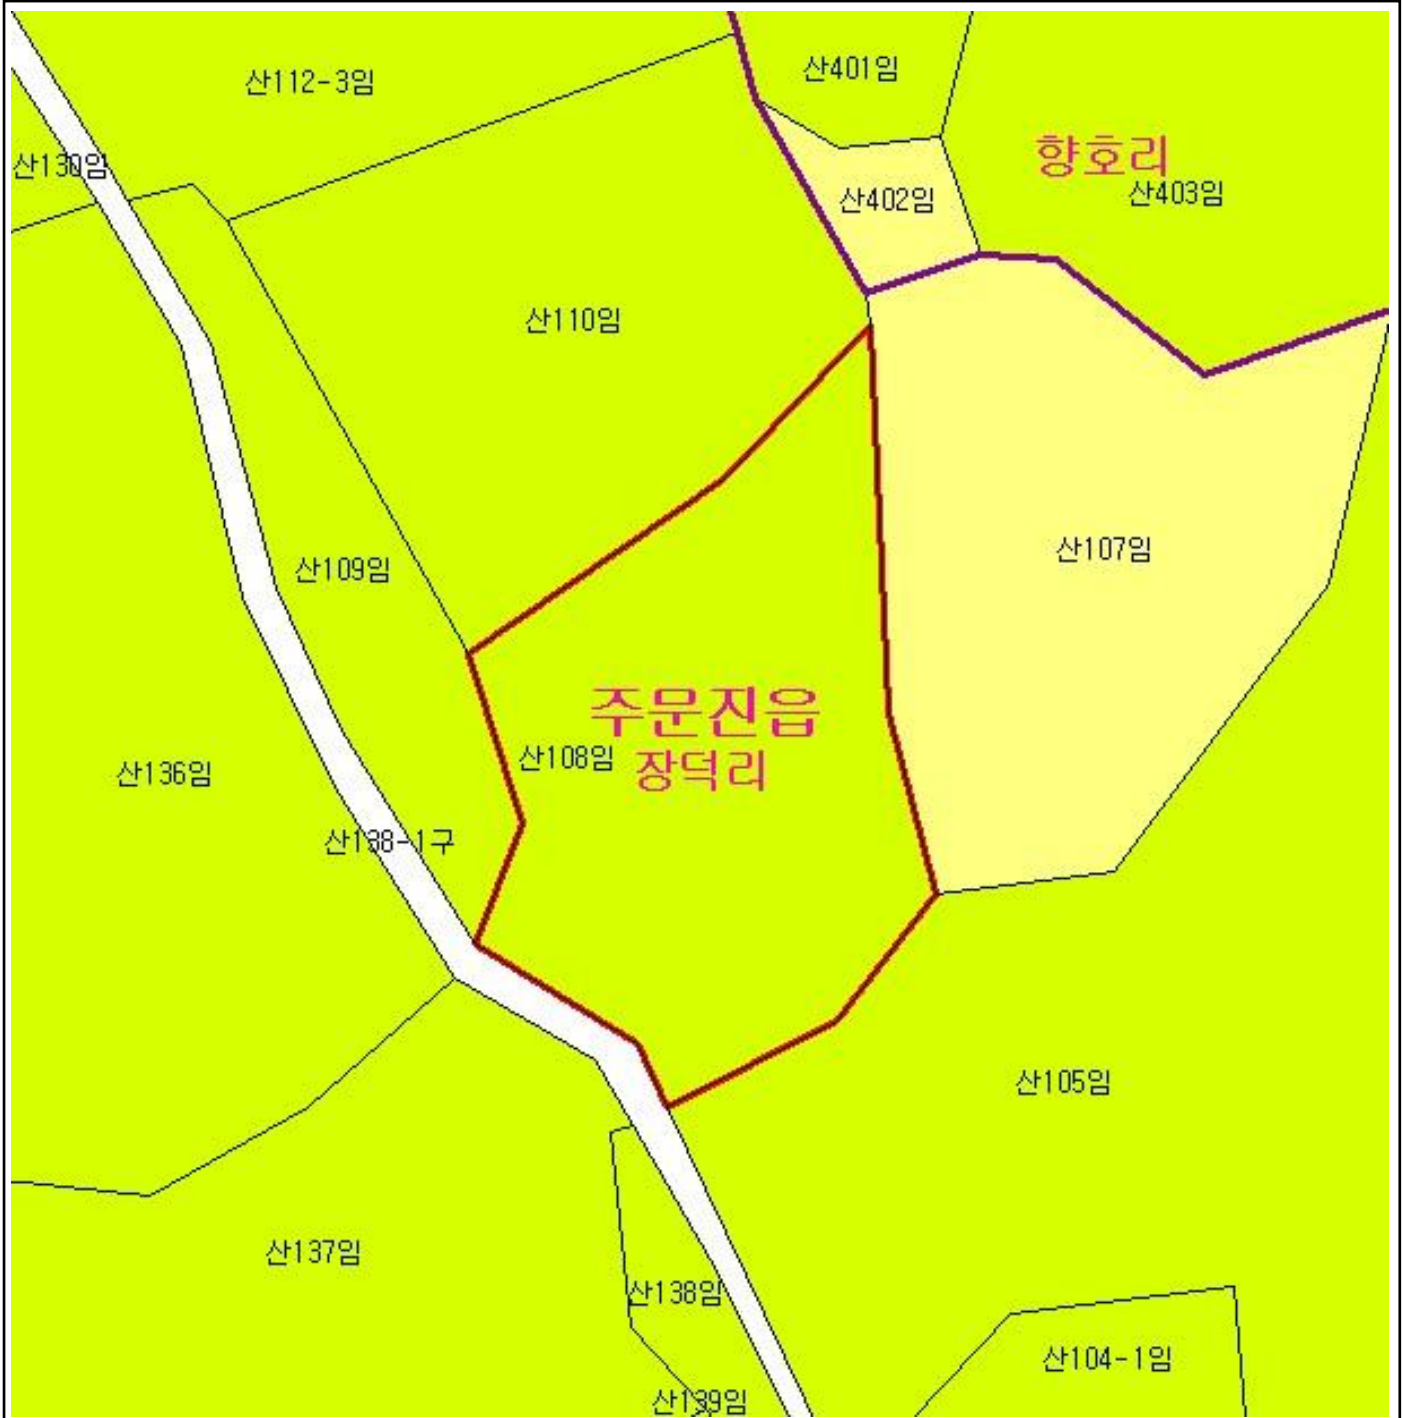 산112-3임
산401임
산130임
향호리
산402임
산403임
산110임
산107임
산109임
주문진읍
산108임
장덕리
산136임
산138-1구
산105임
산137임
산138임
산104-1임
산139임